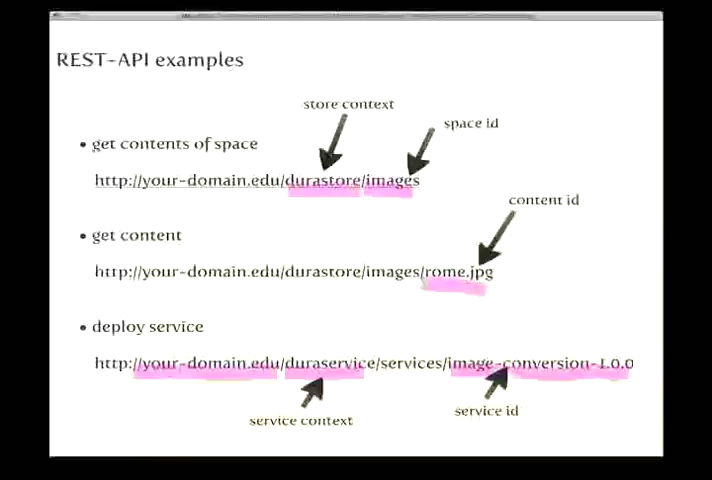 REST-API examples
store context
space id
• get contents of space
http://your-domain.edu/durastore/images
content id
• get content
http://your-domain.edu/durastore/images/rome.jpg
• deploy service
http://your-domain.edu/duraservice/services/image-conversion-1.0.0
service context
service id